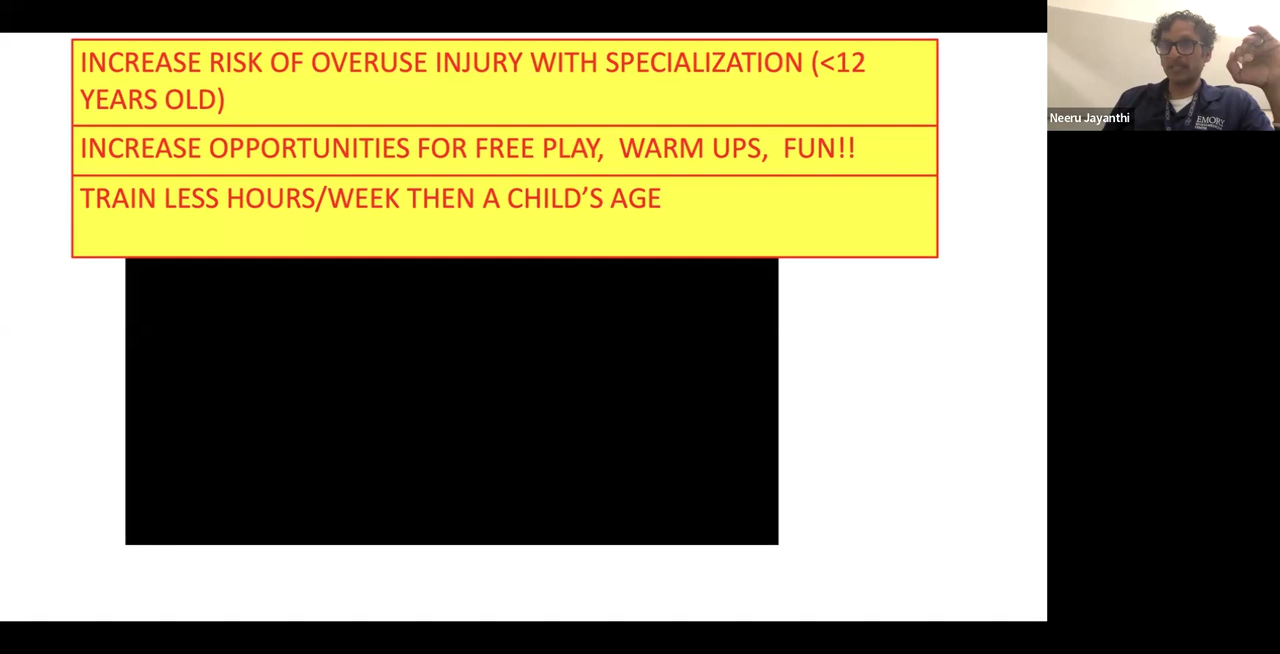 INCREASE RISK OF OVERUSE INJURY WITH SPECIALIZATION (<12
YEARS OLD)
INCREASE OPPORTUNITIES FOR FREE PLAY,  WARM UPS,  FUN!!
TRAIN LESS HOURS/WEEK THEN A CHILD’S AGE
Neeru Jayanthi
EMORY